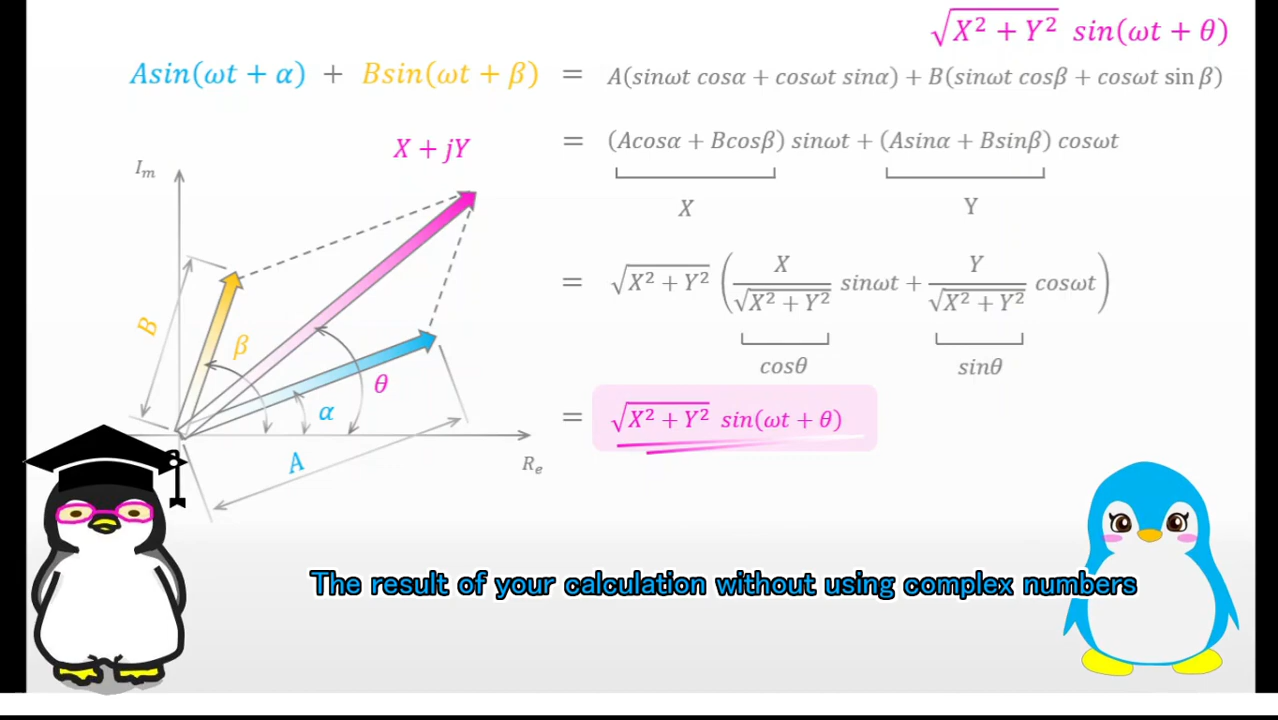 √(X² + Y²) sin(ωt + θ)
Asin(ωt + α) + Bsin(ωt + β) = A(sinωt cosα + cosωt sinα) + B(sinωt cosβ + cosωt sin β)
= (Acosα + Bcosβ) sinωt + (Asinα + Bsinβ) cosωt
X Y
= √(X² + Y²) (X/√(X² + Y²) sinωt + Y/√(X² + Y²) cosωt)
cosθ sinθ
= √(X² + Y²) sin(ωt + θ)
X + jY
Im
B
β
θ
α
A
Re
The result of your calculation without using complex numbers